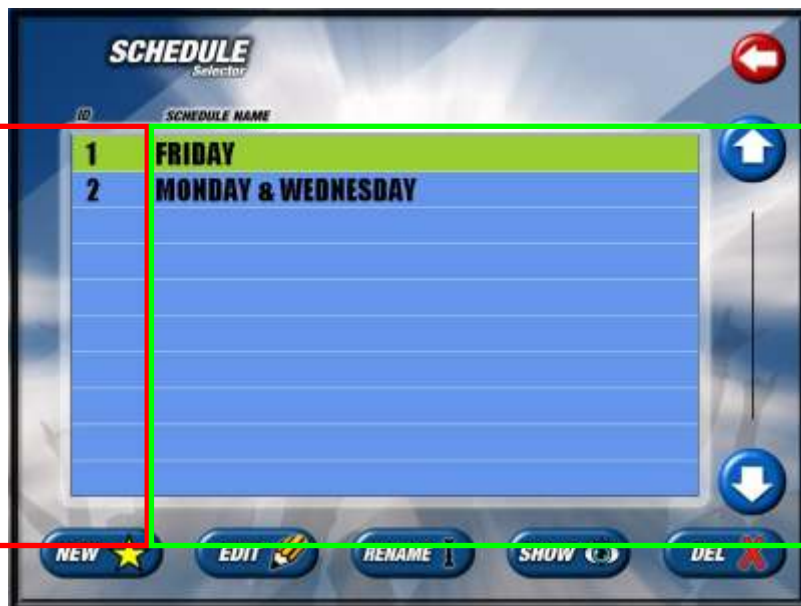 SCHEDULE
Selector
ID SCHEDULE NAME
1 FRIDAY
2 MONDAY & WEDNESDAY
NEW EDIT RENAME SHOW DEL